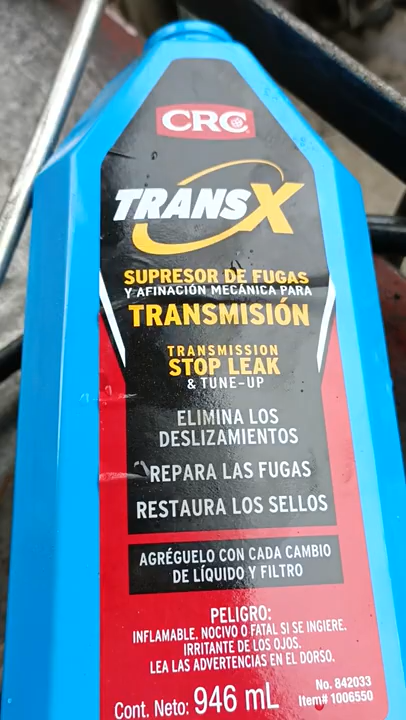 CRC
TRANSX
SUPRESOR DE FUGAS
Y AFINACIÓN MECÁNICA PARA
TRANSMISIÓN
TRANSMISSION
STOP LEAK
& TUNE-UP
ELIMINA LOS
DESLIZAMIENTOS
REPARA LAS FUGAS
RESTAURA LOS SELLOS
AGRÉGUELO CON CADA CAMBIO
DE LÍQUIDO Y FILTRO
PELIGRO:
INFLAMABLE. NOCIVO O FATAL SI SE INGIERE.
IRRITANTE DE LOS OJOS.
LEA LAS ADVERTENCIAS EN EL DORSO.
Cont. Neto: 946 mL
No. 842033
Item# 1006550